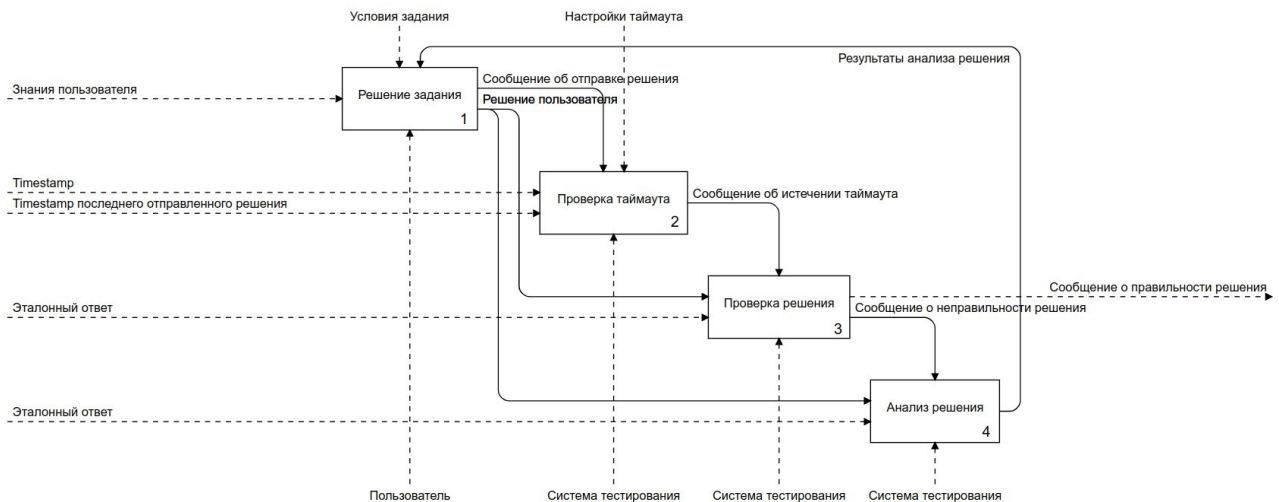 Условия задания
Настройки таймаута
Результаты анализа решения
Сообщение об отправке решения
Знания пользователя
Решение задания
Решение пользователя
1
Timestamp
Сообщение об истечении таймаута
Timestamp последнего отправленного решения
Проверка таймаута
2
Сообщение о правильности решения
Эталонный ответ
Проверка решения
Сообщение о неправильности решения
3
Эталонный ответ
Анализ решения
4
Пользователь
Система тестирования
Система тестирования
Система тестирования